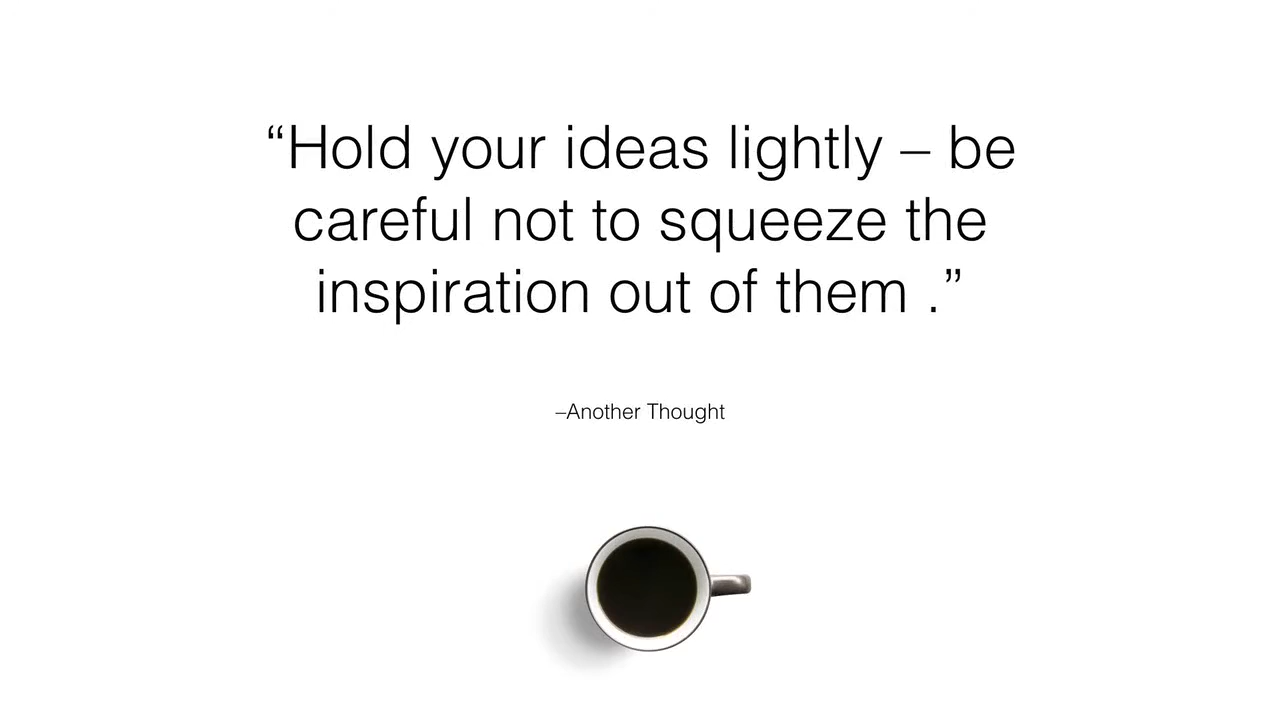 “Hold your ideas lightly – be
careful not to squeeze the
inspiration out of them .”
–Another Thought